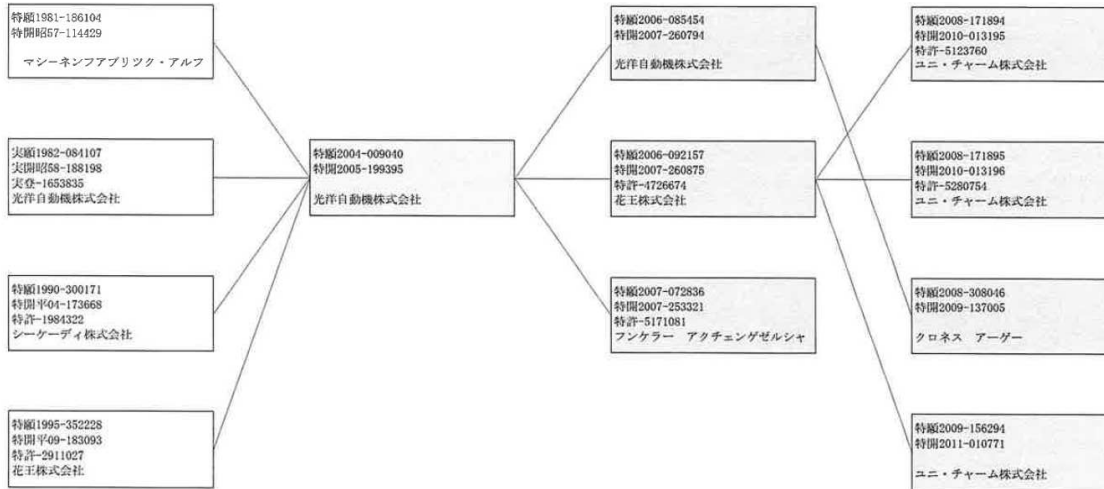 特願1981-186104
特開昭57-114429
マシーネンフアブリツク・アルフ
実願1982-084107
実開昭58-188198
実登-1653835
光洋自動機株式会社
特願1990-300171
特開平04-173668
特許-1984322
シーケーディ株式会社
特願1995-352228
特開平09-183093
特許-2911027
花王株式会社
特願2004-009040
特開2005-199395
光洋自動機株式会社
特願2006-085454
特開2007-260794
光洋自動機株式会社
特願2006-092157
特開2007-260875
特許-4726674
花王株式会社
特願2007-072836
特開2007-253321
特許-5171081
フンケラー　アクチェンゲゼルシャ
特願2008-171894
特開2010-013195
特許-5123760
ユニ・チャーム株式会社
特願2008-171895
特開2010-013196
特許-5280754
ユニ・チャーム株式会社
特願2008-308046
特開2009-137005
クロネス　アーゲー
特願2009-156294
特開2011-010771
ユニ・チャーム株式会社